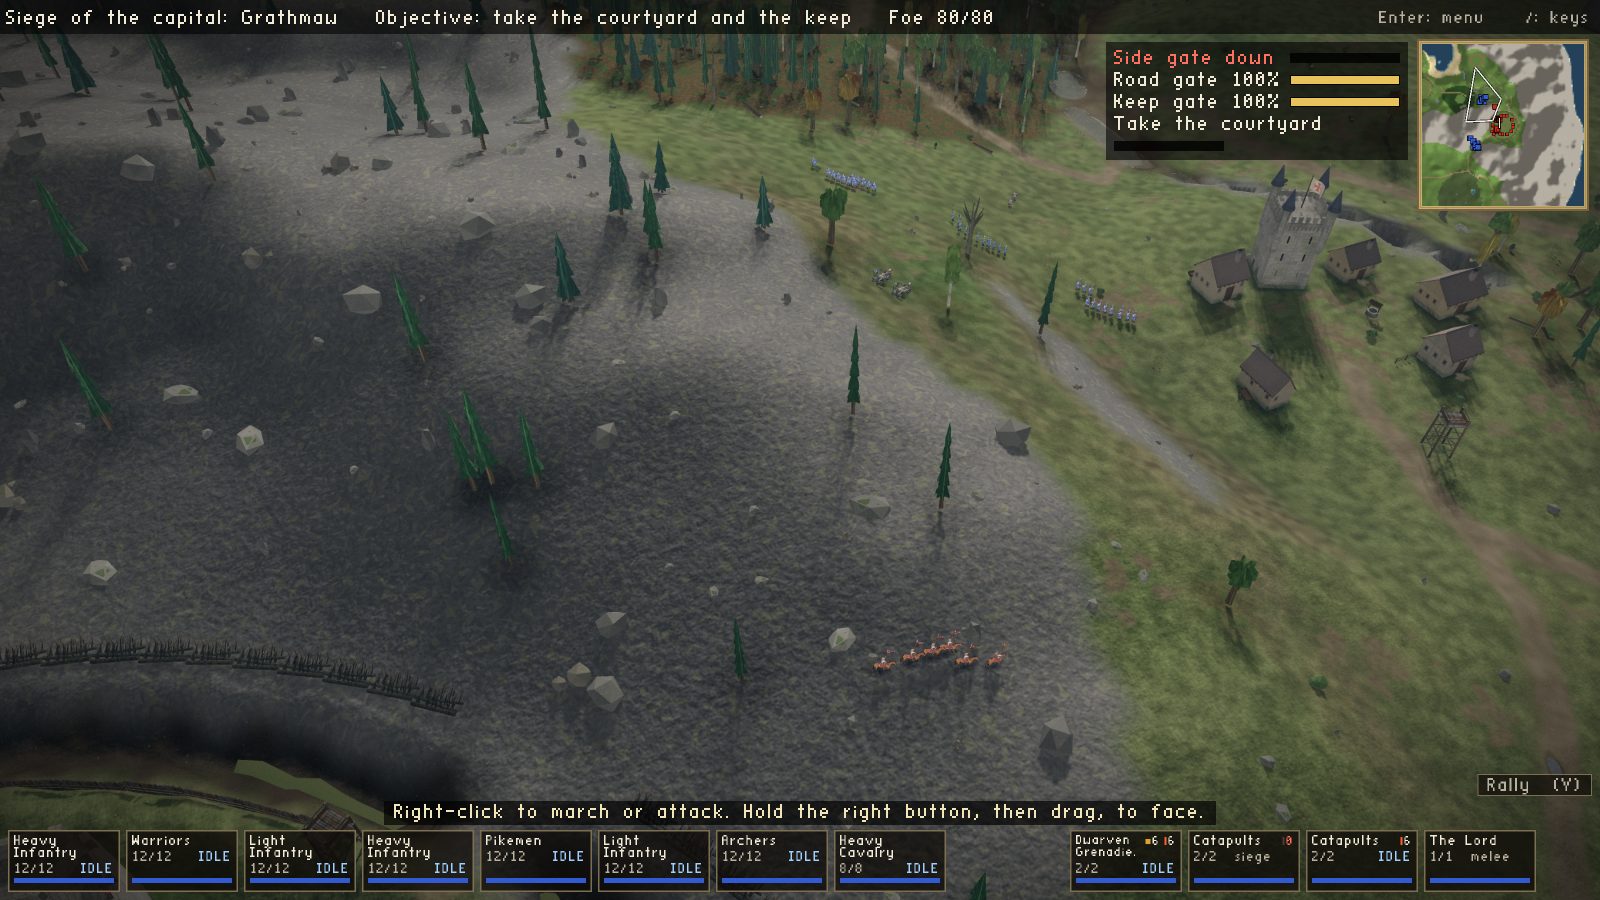 Siege of the capital: Grathmaw Objective: take the courtyard and the keep Foe 80/80
Enter: menu /: keys
Side gate down
Road gate 100%
Keep gate 100%
Take the courtyard
Rally (Y)
Right-click to march or attack. Hold the right button, then drag, to face.
Heavy Infantry
12/12 IDLE
Warriors
12/12 IDLE
Light Infantry
12/12 IDLE
Heavy Infantry
12/12 IDLE
Pikemen
12/12 IDLE
Light Infantry
12/12 IDLE
Archers
12/12 IDLE
Heavy Cavalry
8/8 IDLE
Dwarven 6 6
Grenadie.
2/2 IDLE
Catapults 0
2/2 siege
Catapults 6
2/2 IDLE
The Lord
1/1 melee